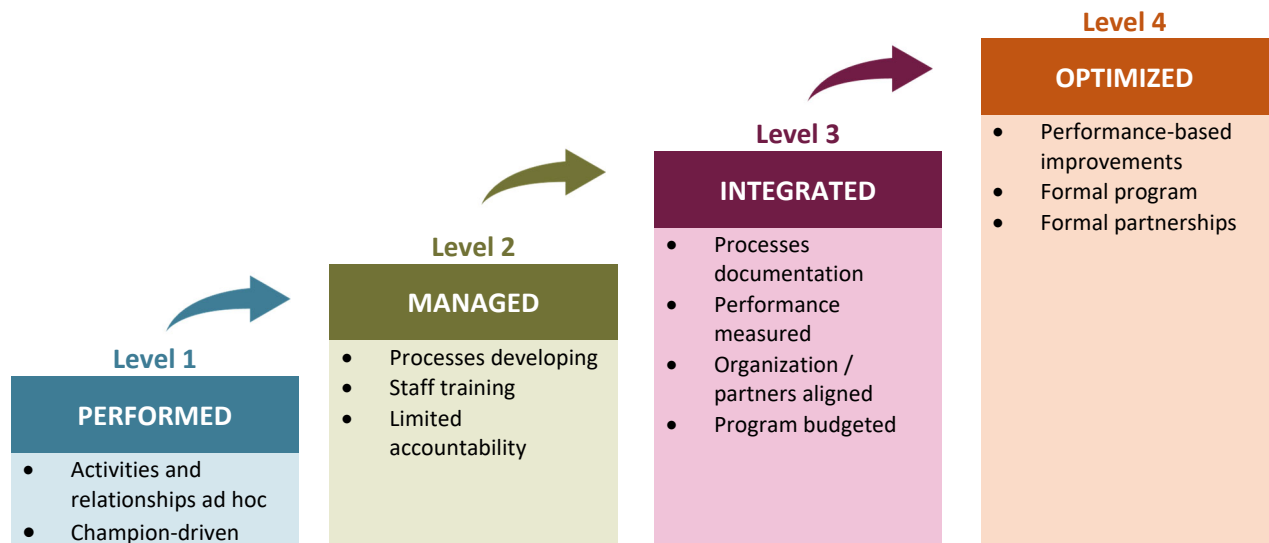 Level 1
PERFORMED
• Activities and
relationships ad hoc
• Champion-driven
Level 2
MANAGED
• Processes developing
• Staff training
• Limited
accountability
Level 3
INTEGRATED
• Processes
documentation
• Performance
measured
• Organization /
partners aligned
• Program budgeted
Level 4
OPTIMIZED
• Performance-based
improvements
• Formal program
• Formal partnerships